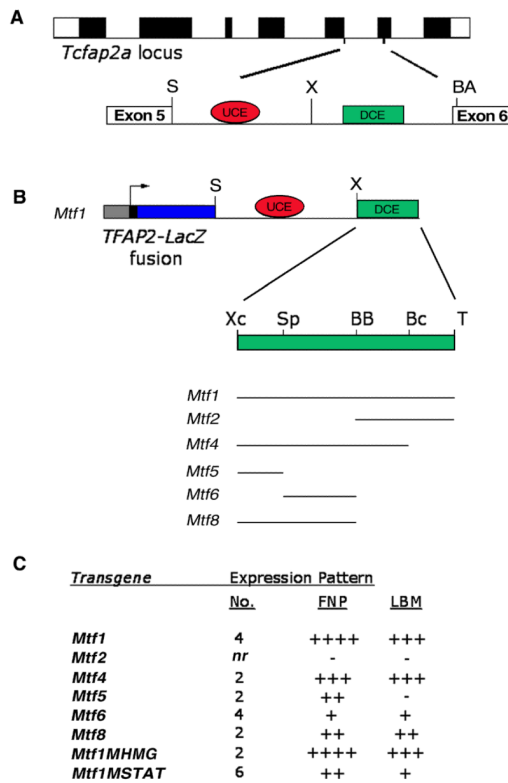 A
Tcfap2a locus
S X BA
Exon 5 UCE DCE Exon 6
B
S X
Mtf1 UCE DCE
TFAP2-LacZ
fusion
Xc Sp BB Bc T
Mtf1
Mtf2
Mtf4
Mtf5
Mtf6
Mtf8
C
Transgene Expression Pattern
No. FNP LBM
Mtf1 4 ++++ +++
Mtf2 nr - -
Mtf4 2 +++ +++
Mtf5 2 ++ -
Mtf6 4 + +
Mtf8 2 ++ ++
Mtf1MHMG 2 ++++ +++
Mtf1MSTAT 6 ++ +